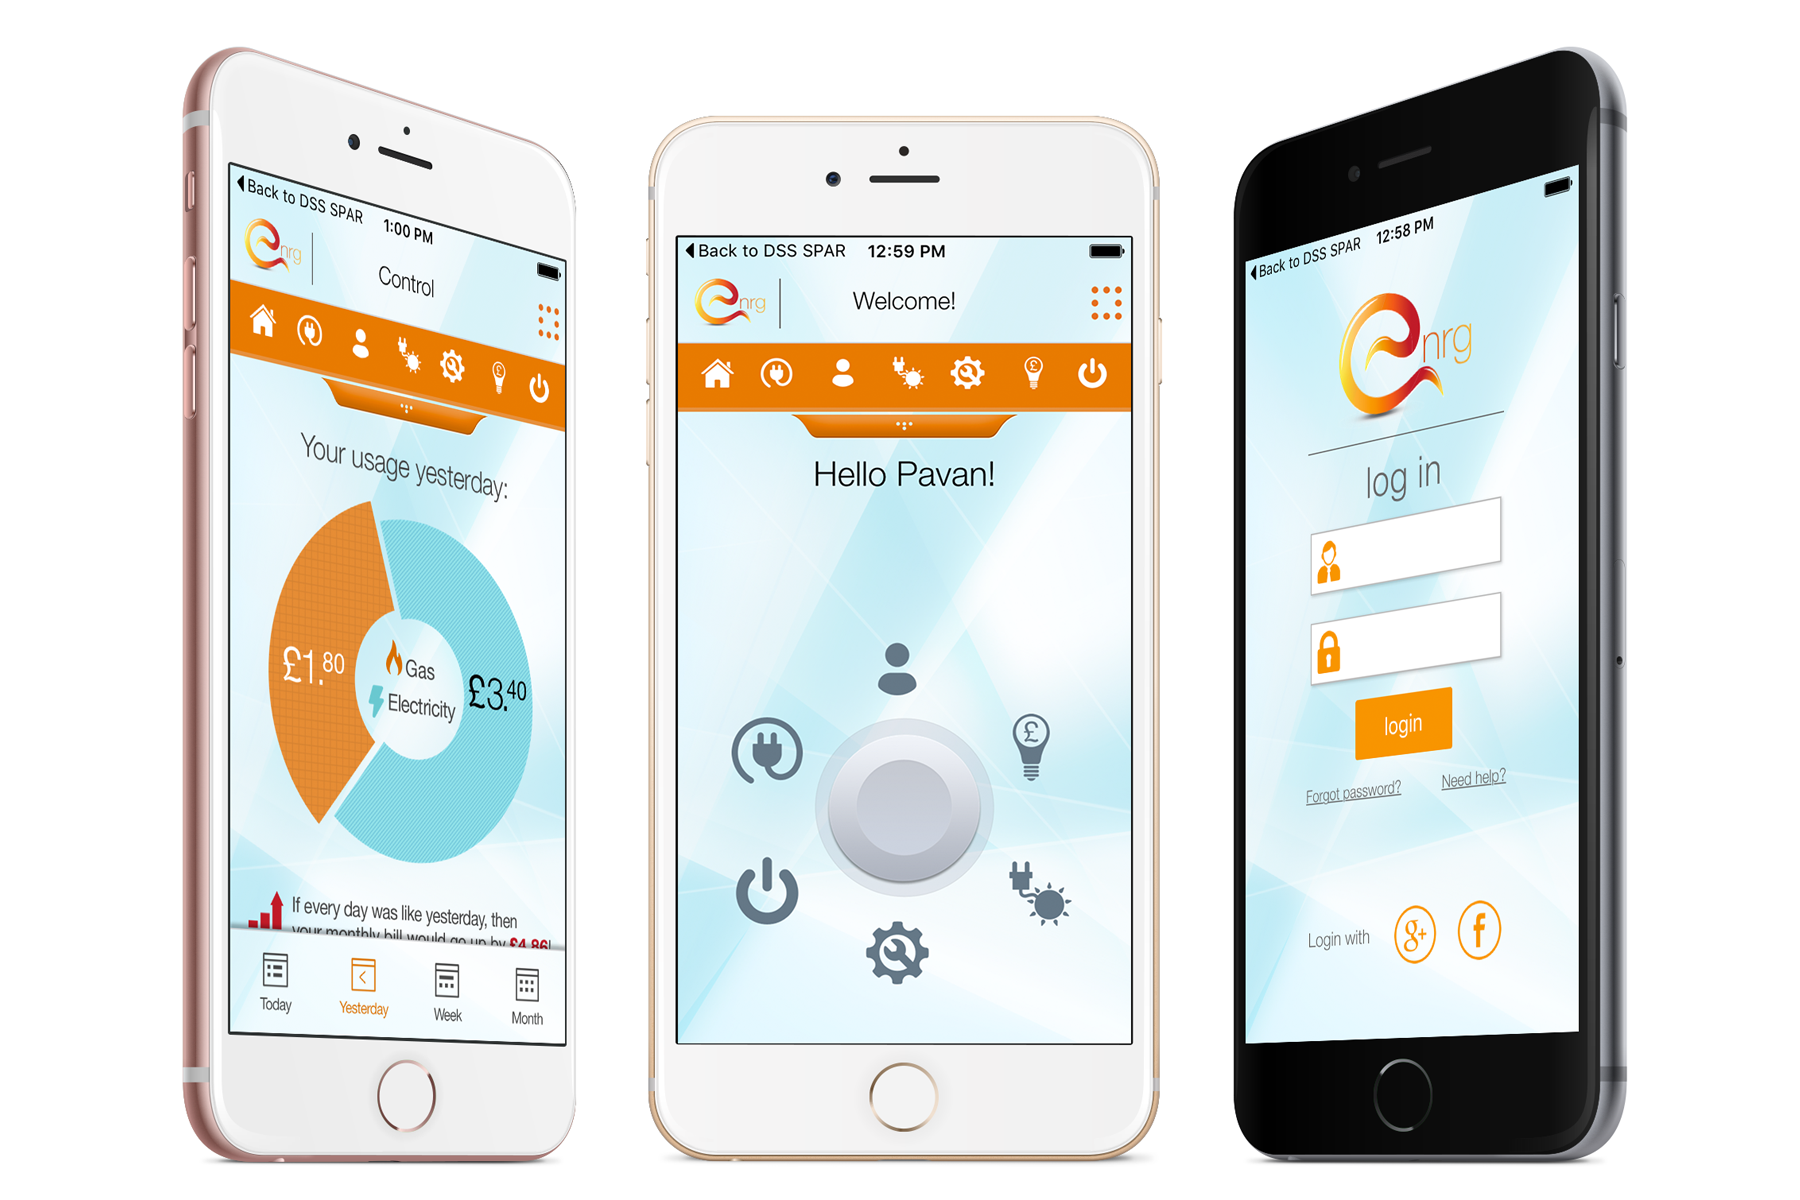 Back to DSS SPAR 1:00 PM
enrg
Control
Your usage yesterday:
£1.80
Gas
Electricity
£3.40
If every day was like yesterday, then
your monthly bill would go up by £4.86!
Today
Yesterday
Week
Month
Back to DSS SPAR 12:59 PM
enrg
Welcome!
£
Hello Pavan!
£
Back to DSS SPAR 12:58 PM
enrg
log in
login
Forgot password?
Need help?
Login with
g+
f